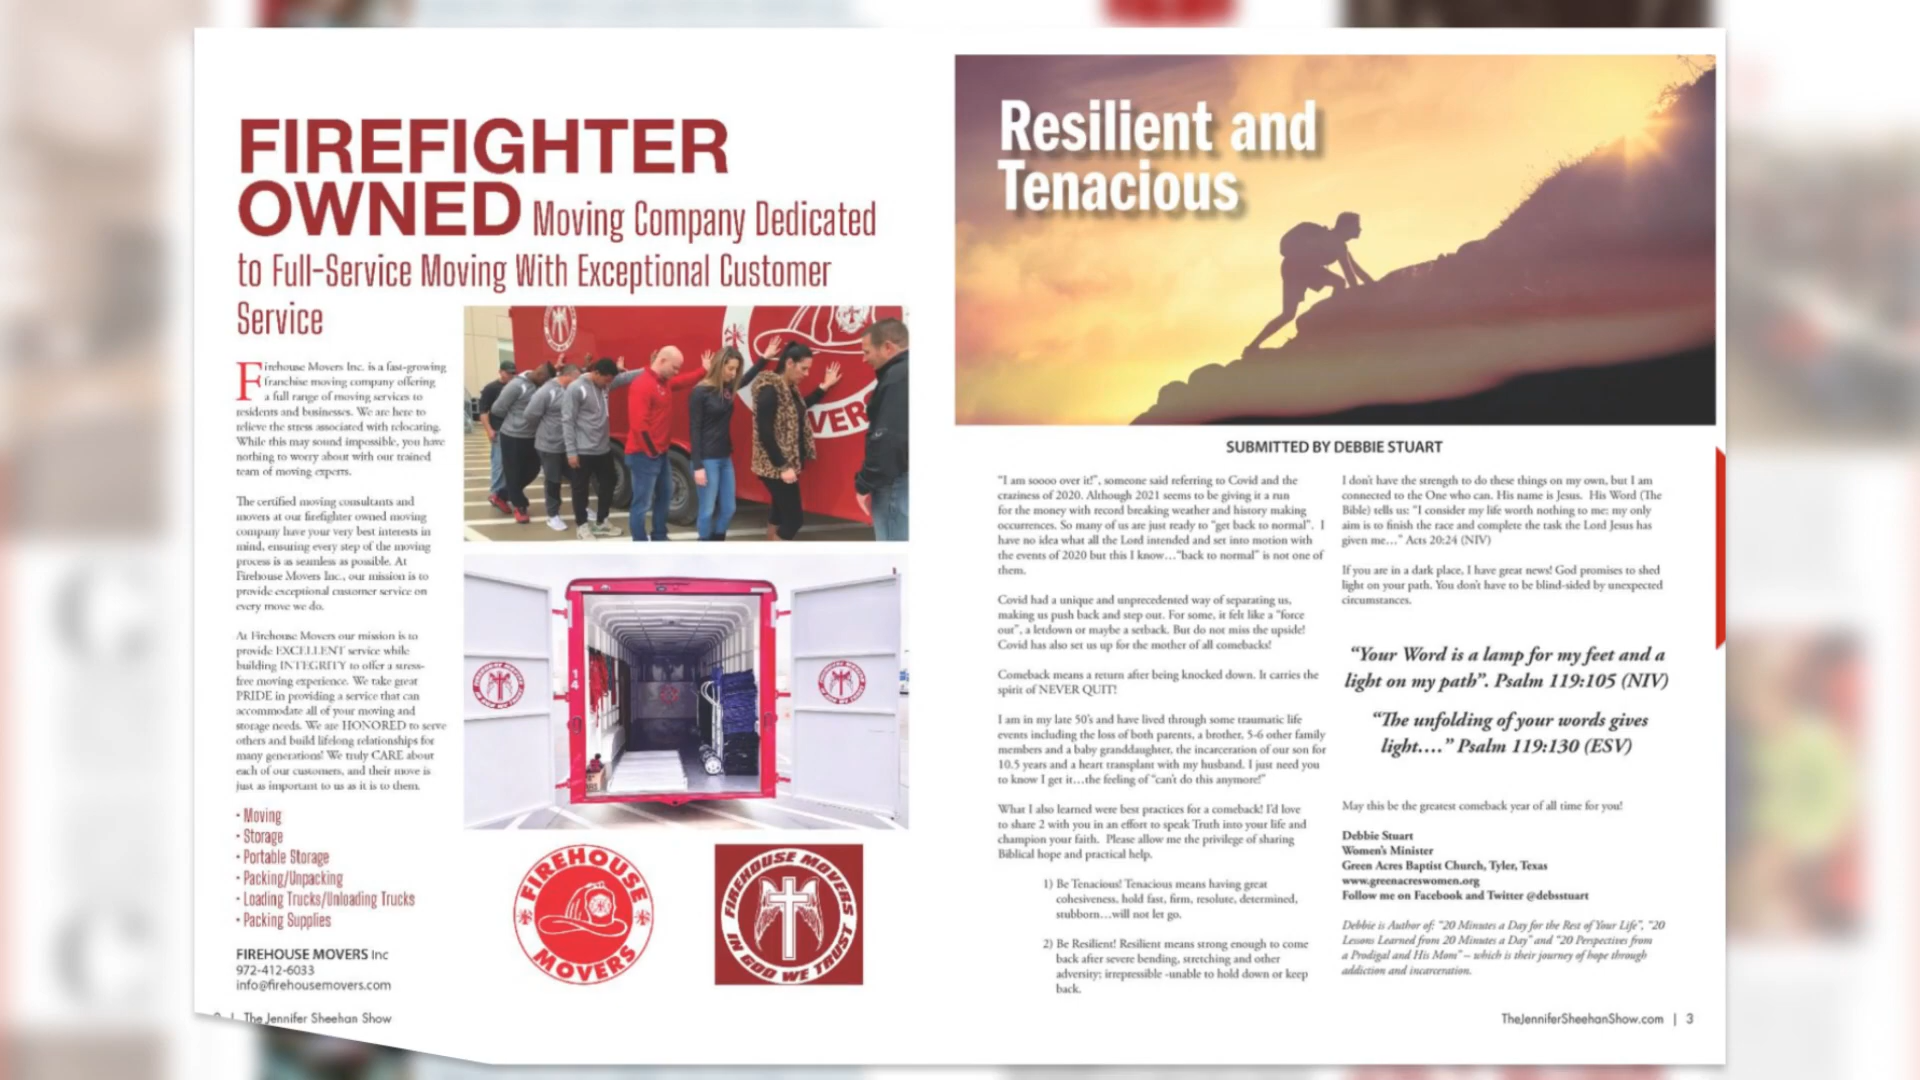 FIREFIGHTER
OWNED Moving Company Dedicated
to Full-Service Moving With Exceptional Customer
Service
Firehouse Movers Inc. is a fast-growing
franchise moving company offering
a full range of moving services to
residents and businesses. We are here to
relieve the stress associated with relocating.
While this may sound impossible, you have
nothing to worry about with our trained
team of moving experts.
The certified moving consultants and
movers at our firefighter owned moving
company have your very best interests in
mind, ensuring every step of the moving
process is as seamless as possible. At
Firehouse Movers Inc., our mission is to
provide exceptional customer service on
every move we do.
At Firehouse Movers our mission is to
provide EXCELLENT service while
building INTEGRITY to offer a stress-
free moving experience. We take great
PRIDE in providing a service that can
accommodate all of your moving and
storage needs. We are HONORED to serve
others and build lifelong relationships for
many generations! We truly CARE about
each of our customers, and their move is
just as important to us as it is to them.
• Moving
• Storage
• Portable Storage
• Packing/Unpacking
• Loading Trucks/Unloading Trucks
• Packing Supplies
FIREHOUSE MOVERS Inc
972-412-6033
info@firehousemovers.com
| The Jennifer Sheehan Show
VERS
14
FIREHOUSE
MOVERS
FIREHOUSE MOVERS
IN GOD WE TRUST
Resilient and
Tenacious
SUBMITTED BY DEBBIE STUART
"I am soooo over it!", someone said referring to Covid and the
craziness of 2020. Although 2021 seems to be giving it a run
for the money with record breaking weather and history making
occurrences. So many of us are just ready to "get back to normal". I
have no idea what all the Lord intended and set into motion with
the events of 2020 but this I know…"back to normal" is not one of
them.
Covid had a unique and unprecedented way of separating us,
making us push back and step out. For some, it felt like a "force
out", a letdown or maybe a setback. But do not miss the upside!
Covid has also set us up for the mother of all comebacks!
Comeback means a return after being knocked down. It carries the
spirit of NEVER QUIT!
I am in my late 50's and have lived through some traumatic life
events including the loss of both parents, a brother, 5-6 other family
members and a baby granddaughter, the incarceration of our son for
10.5 years and a heart transplant with my husband. I just need you
to know I get it…the feeling of "can't do this anymore!"
What I also learned were best practices for a comeback! I'd love
to share 2 with you in an effort to speak Truth into your life and
champion your faith. Please allow me the privilege of sharing
Biblical hope and practical help.
1) Be Tenacious! Tenacious means having great
cohesiveness, hold fast, firm, resolute, determined,
stubborn…will not let go.
2) Be Resilient! Resilient means strong enough to come
back after severe bending, stretching and other
adversity; irrepressible -unable to hold down or keep
back.
I don't have the strength to do these things on my own, but I am
connected to the One who can. His name is Jesus. His Word (The
Bible) tells us: "I consider my life worth nothing to me; my only
aim is to finish the race and complete the task the Lord Jesus has
given me…" Acts 20:24 (NIV)
If you are in a dark place, I have great news! God promises to shed
light on your path. You don't have to be blind-sided by unexpected
circumstances.
"Your Word is a lamp for my feet and a
light on my path". Psalm 119:105 (NIV)
"The unfolding of your words gives
light…." Psalm 119:130 (ESV)
May this be the greatest comeback year of all time for you!
Debbie Stuart
Women's Minister
Green Acres Baptist Church, Tyler, Texas
www.greenacreswomen.org
Follow me on Facebook and Twitter @debsstuart
Debbie is Author of: "20 Minutes a Day for the Rest of Your Life", "20
Lessons Learned from 20 Minutes a Day" and "20 Perspectives from
a Prodigal and His Mom" – which is their journey of hope through
addiction and incarceration.
TheJenniferSheehanShow.com | 3